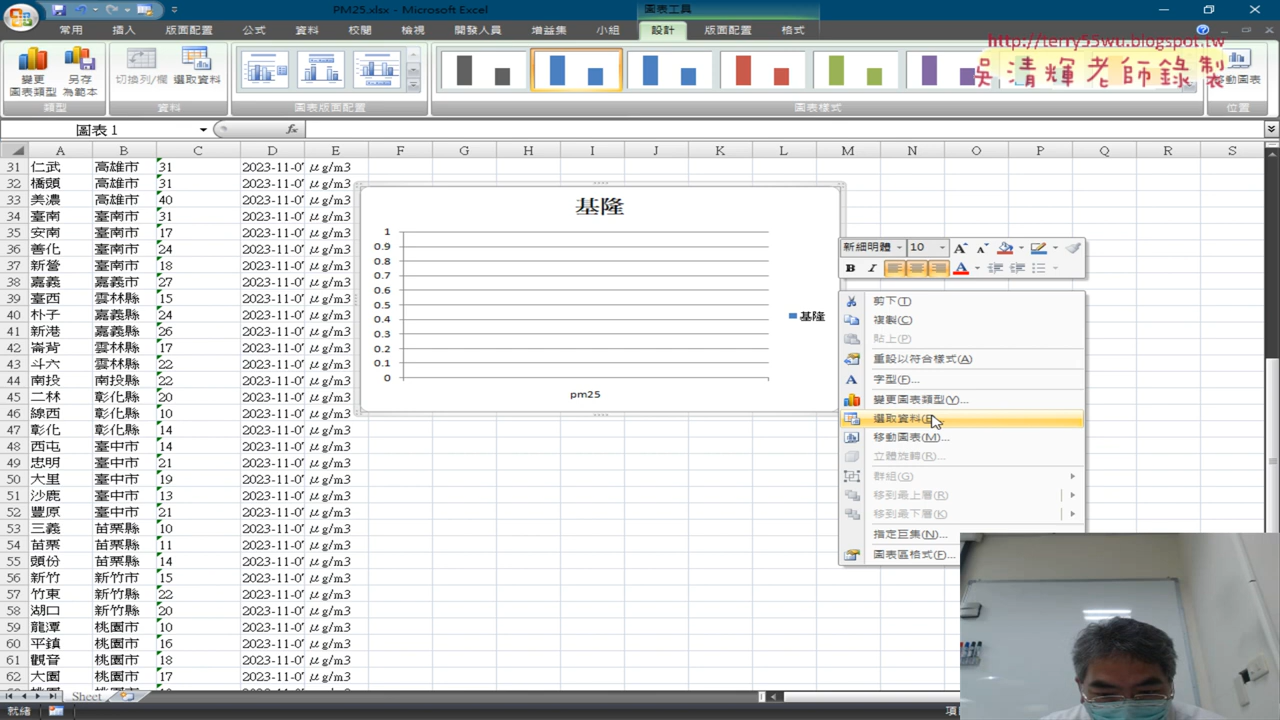 PM25.xlsx - Microsoft Excel
圖表工具
常用 插入 版面配置 公式 資料 校閱 檢視 開發人員 增益集 小組 設計 版面配置 格式
http://terry55wu.blogspot.tw
吳清輝老師錄製
變更圖表類型 另存為範本 切換列/欄 選取資料 移動圖表
類型 資料 圖表版面配置 圖表樣式 位置
圖表 1 fx
A B C D E F G H I J K L M N O P Q R S
31 仁武 高雄市 31 2023-11-0 μg/m3
32 橋頭 高雄市 31 2023-11-0 μg/m3
33 美濃 高雄市 40 2023-11-0 μg/m3
34 臺南 臺南市 31 2023-11-0 μg/m3
35 安南 臺南市 17 2023-11-0 μg/m3
36 善化 臺南市 24 2023-11-0 μg/m3
37 新營 臺南市 18 2023-11-0 μg/m3
38 嘉義 嘉義市 27 2023-11-0 μg/m3
39 臺西 雲林縣 15 2023-11-0 μg/m3
40 朴子 嘉義縣 24 2023-11-0 μg/m3
41 新港 嘉義縣 26 2023-11-0 μg/m3
42 崙背 雲林縣 17 2023-11-0 μg/m3
43 斗六 雲林縣 22 2023-11-0 μg/m3
44 南投 南投縣 22 2023-11-0 μg/m3
45 二林 彰化縣 20 2023-11-0 μg/m3
46 線西 彰化縣 10 2023-11-0 μg/m3
47 彰化 彰化縣 14 2023-11-0 μg/m3
48 西屯 臺中市 14 2023-11-0 μg/m3
49 忠明 臺中市 21 2023-11-0 μg/m3
50 大里 臺中市 19 2023-11-0 μg/m3
51 沙鹿 臺中市 13 2023-11-0 μg/m3
52 豐原 臺中市 21 2023-11-0 μg/m3
53 三義 苗栗縣 10 2023-11-0 μg/m3
54 苗栗 苗栗縣 11 2023-11-0 μg/m3
55 頭份 苗栗縣 14 2023-11-0 μg/m3
56 新竹 新竹市 15 2023-11-0 μg/m3
57 竹東 新竹縣 22 2023-11-0 μg/m3
58 湖口 新竹縣 20 2023-11-0 μg/m3
59 龍潭 桃園市 10 2023-11-0 μg/m3
60 平鎮 桃園市 16 2023-11-0 μg/m3
61 觀音 桃園市 18 2023-11-0 μg/m3
62 大園 桃園市 17 2023-11-0 μg/m3
基隆
1
0.9
0.8
0.7
0.6
0.5
0.4
0.3
0.2
0.1
0
pm25
基隆
新細明體 10 A A
B I A
剪下(T)
複製(C)
貼上(P)
重設以符合樣式(A)
字型(F)...
變更圖表類型(Y)...
選取資料(E)...
移動圖表(M)...
立體旋轉(R)...
群組(G)
移到最上層(R)
移到最下層(K)
指定巨集(N)...
圖表區格式(F)...
Sheet
就緒